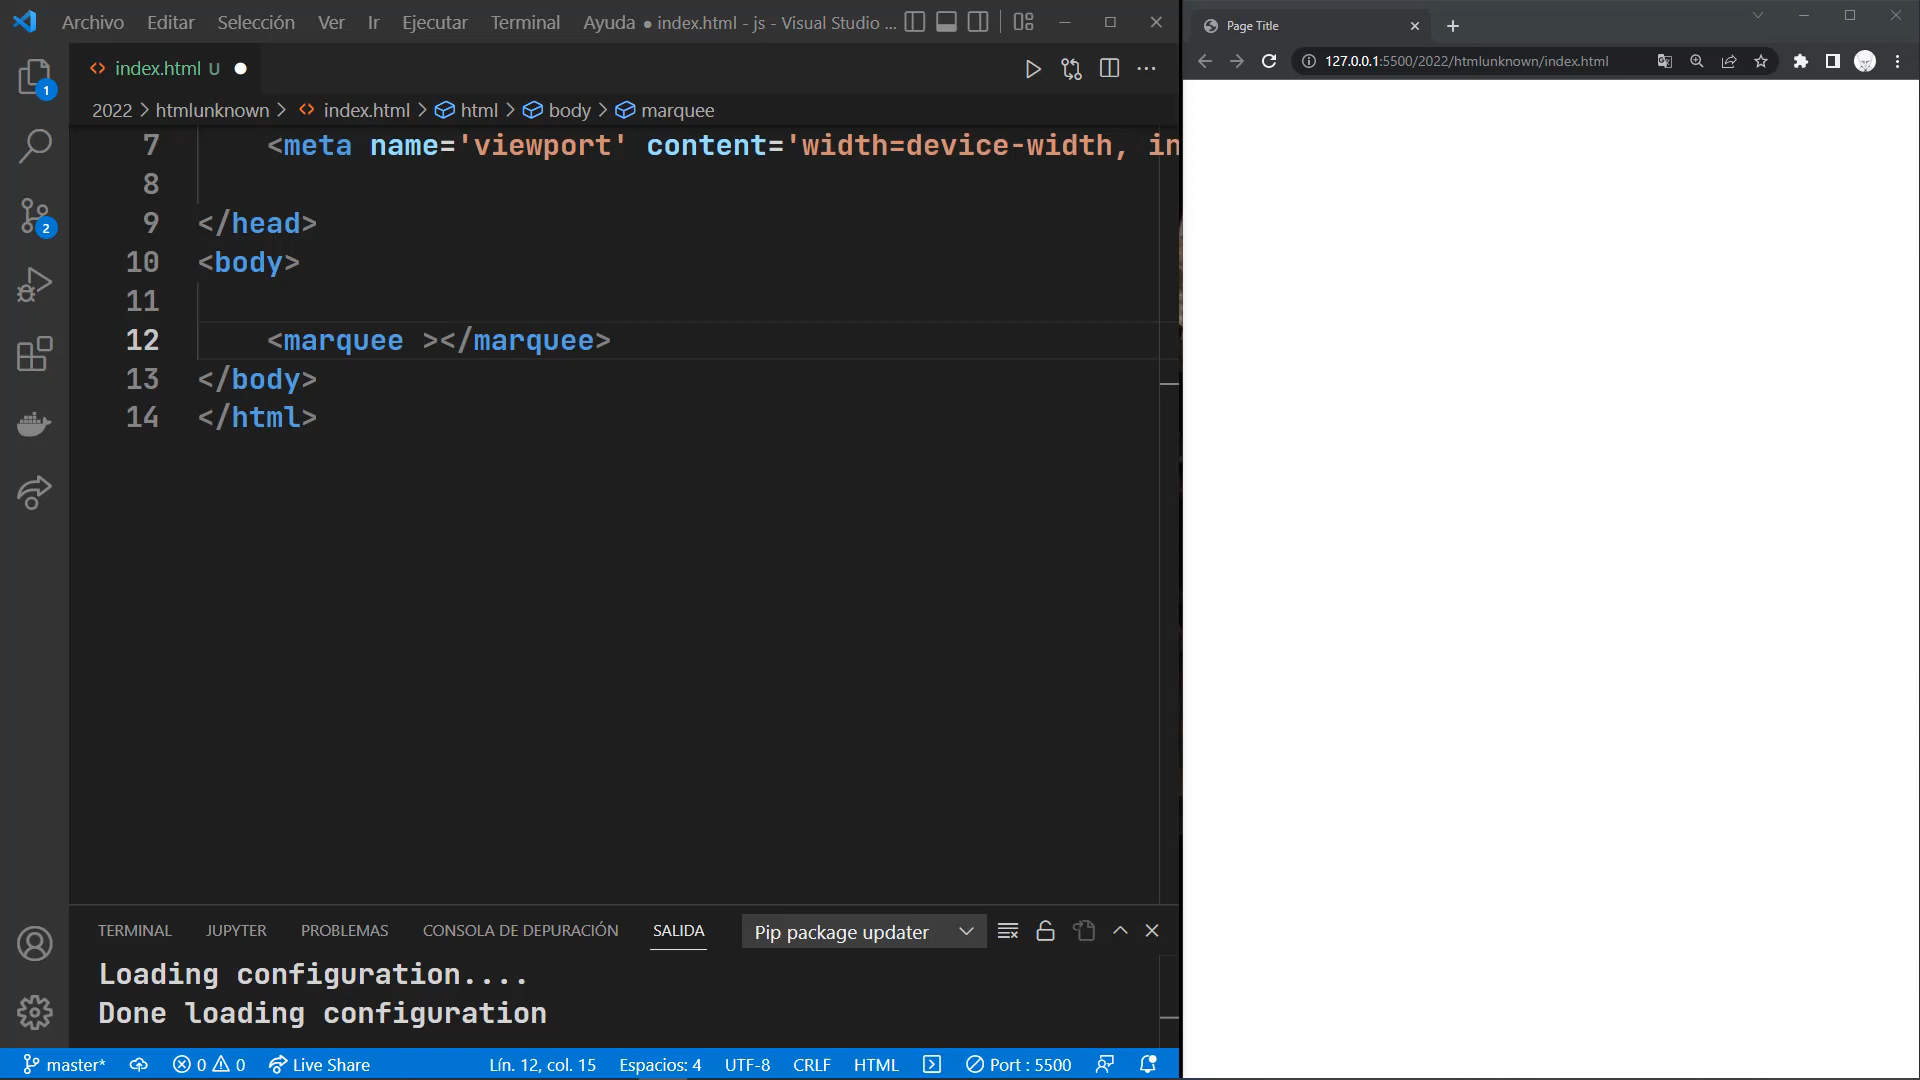 Archivo Editar Selección Ver Ir Ejecutar Terminal Ayuda ● index.html - js - Visual Studio ...
<> index.html U ●
2022 > htmlunknown > <> index.html > html > body > marquee
7 <meta name='viewport' content='width=device-width, in
8
9 </head>
10 <body>
11
12 <marquee ></marquee>
13 </body>
14 </html>
1
2
TERMINAL JUPYTER PROBLEMAS CONSOLA DE DEPURACIÓN SALIDA Pip package updater
Loading configuration....
Done loading configuration
master* 0 0 Live Share Lín. 12, col. 15 Espacios: 4 UTF-8 CRLF HTML Port : 5500
Page Title
127.0.0.1:5500/2022/htmlunknown/index.html